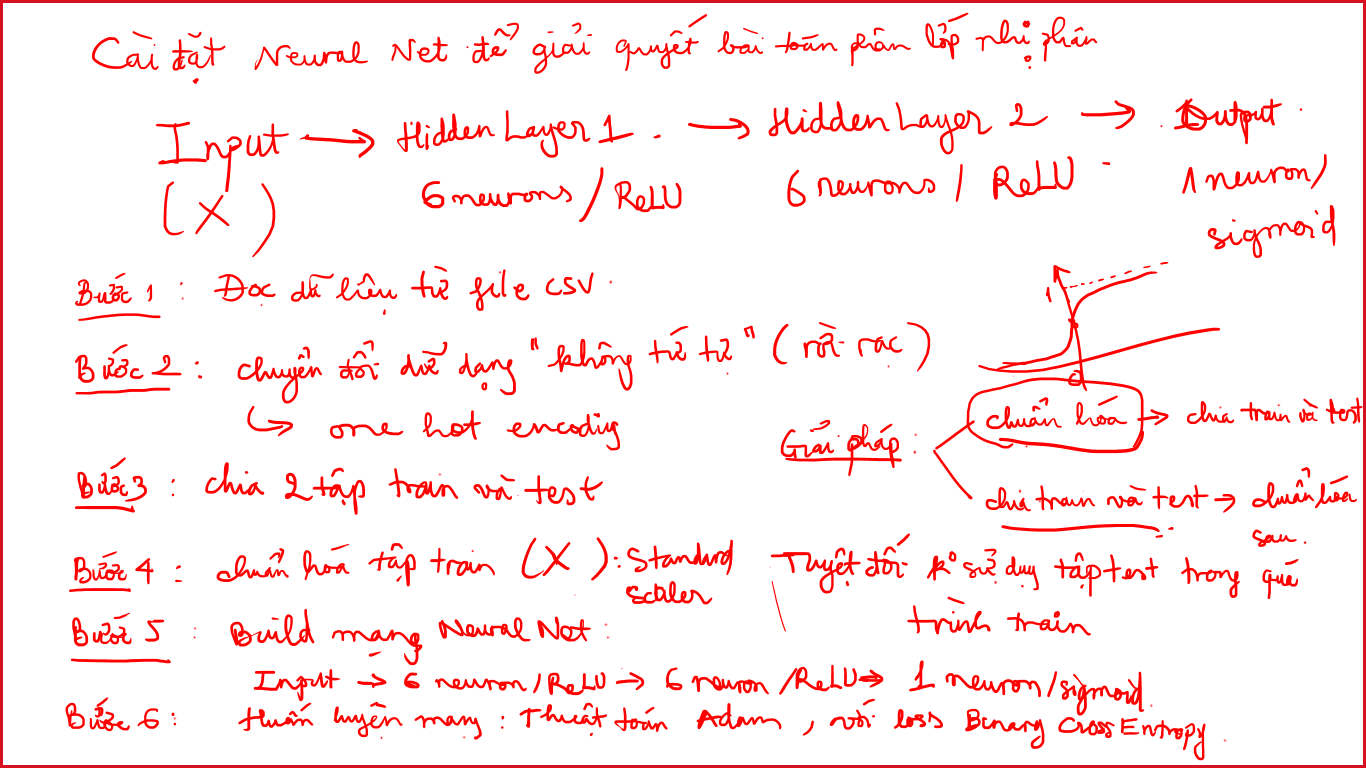 Cài đặt Neural Net để giải quyết bài toán phân lớp nhị phân
Input → Hidden Layer 1 . → Hidden Layer 2 → Output .
(X) 6 neurons / ReLU 6 neurons / ReLU 1 neuron / sigmoid
Bước 1 : Đọc dữ liệu từ file CSV .
1
0
Bước 2 : chuyển đổi dữ dạng "không tứ tự" (rời rạc)
↳ one hot encoding
Giải pháp :
chuẩn hóa → chia train và test
chia train và test → chuẩn hóa sau .
Bước 3 : chia 2 tập train và test
Bước 4 : chuẩn hóa tập train (X) : Standard Scaler
Tuyệt đối k° sử dụng tập test trong quá trình train
Bước 5 : Build mạng Neural Net :
Input → 6 neuron / ReLU → 6 neuron / ReLU → 1 neuron / sigmoid.
Bước 6 : Huấn luyện mạng : Thuật toán Adam , với loss Binary Cross Entropy .